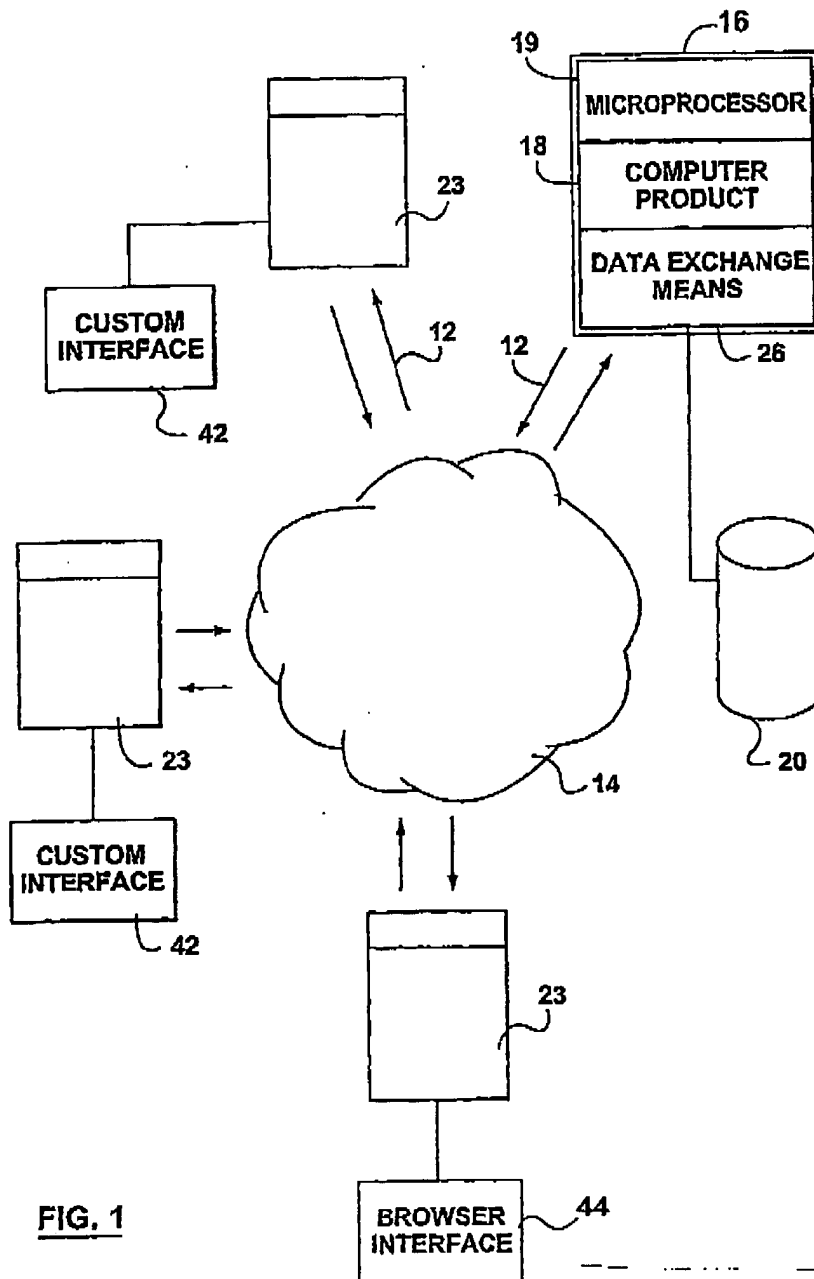 16
19
MICROPROCESSOR
18
COMPUTER
PRODUCT
DATA EXCHANGE
MEANS
26
23
CUSTOM
INTERFACE
42
12
12
20
14
23
CUSTOM
INTERFACE
42
23
BROWSER
INTERFACE
44
FIG. 1